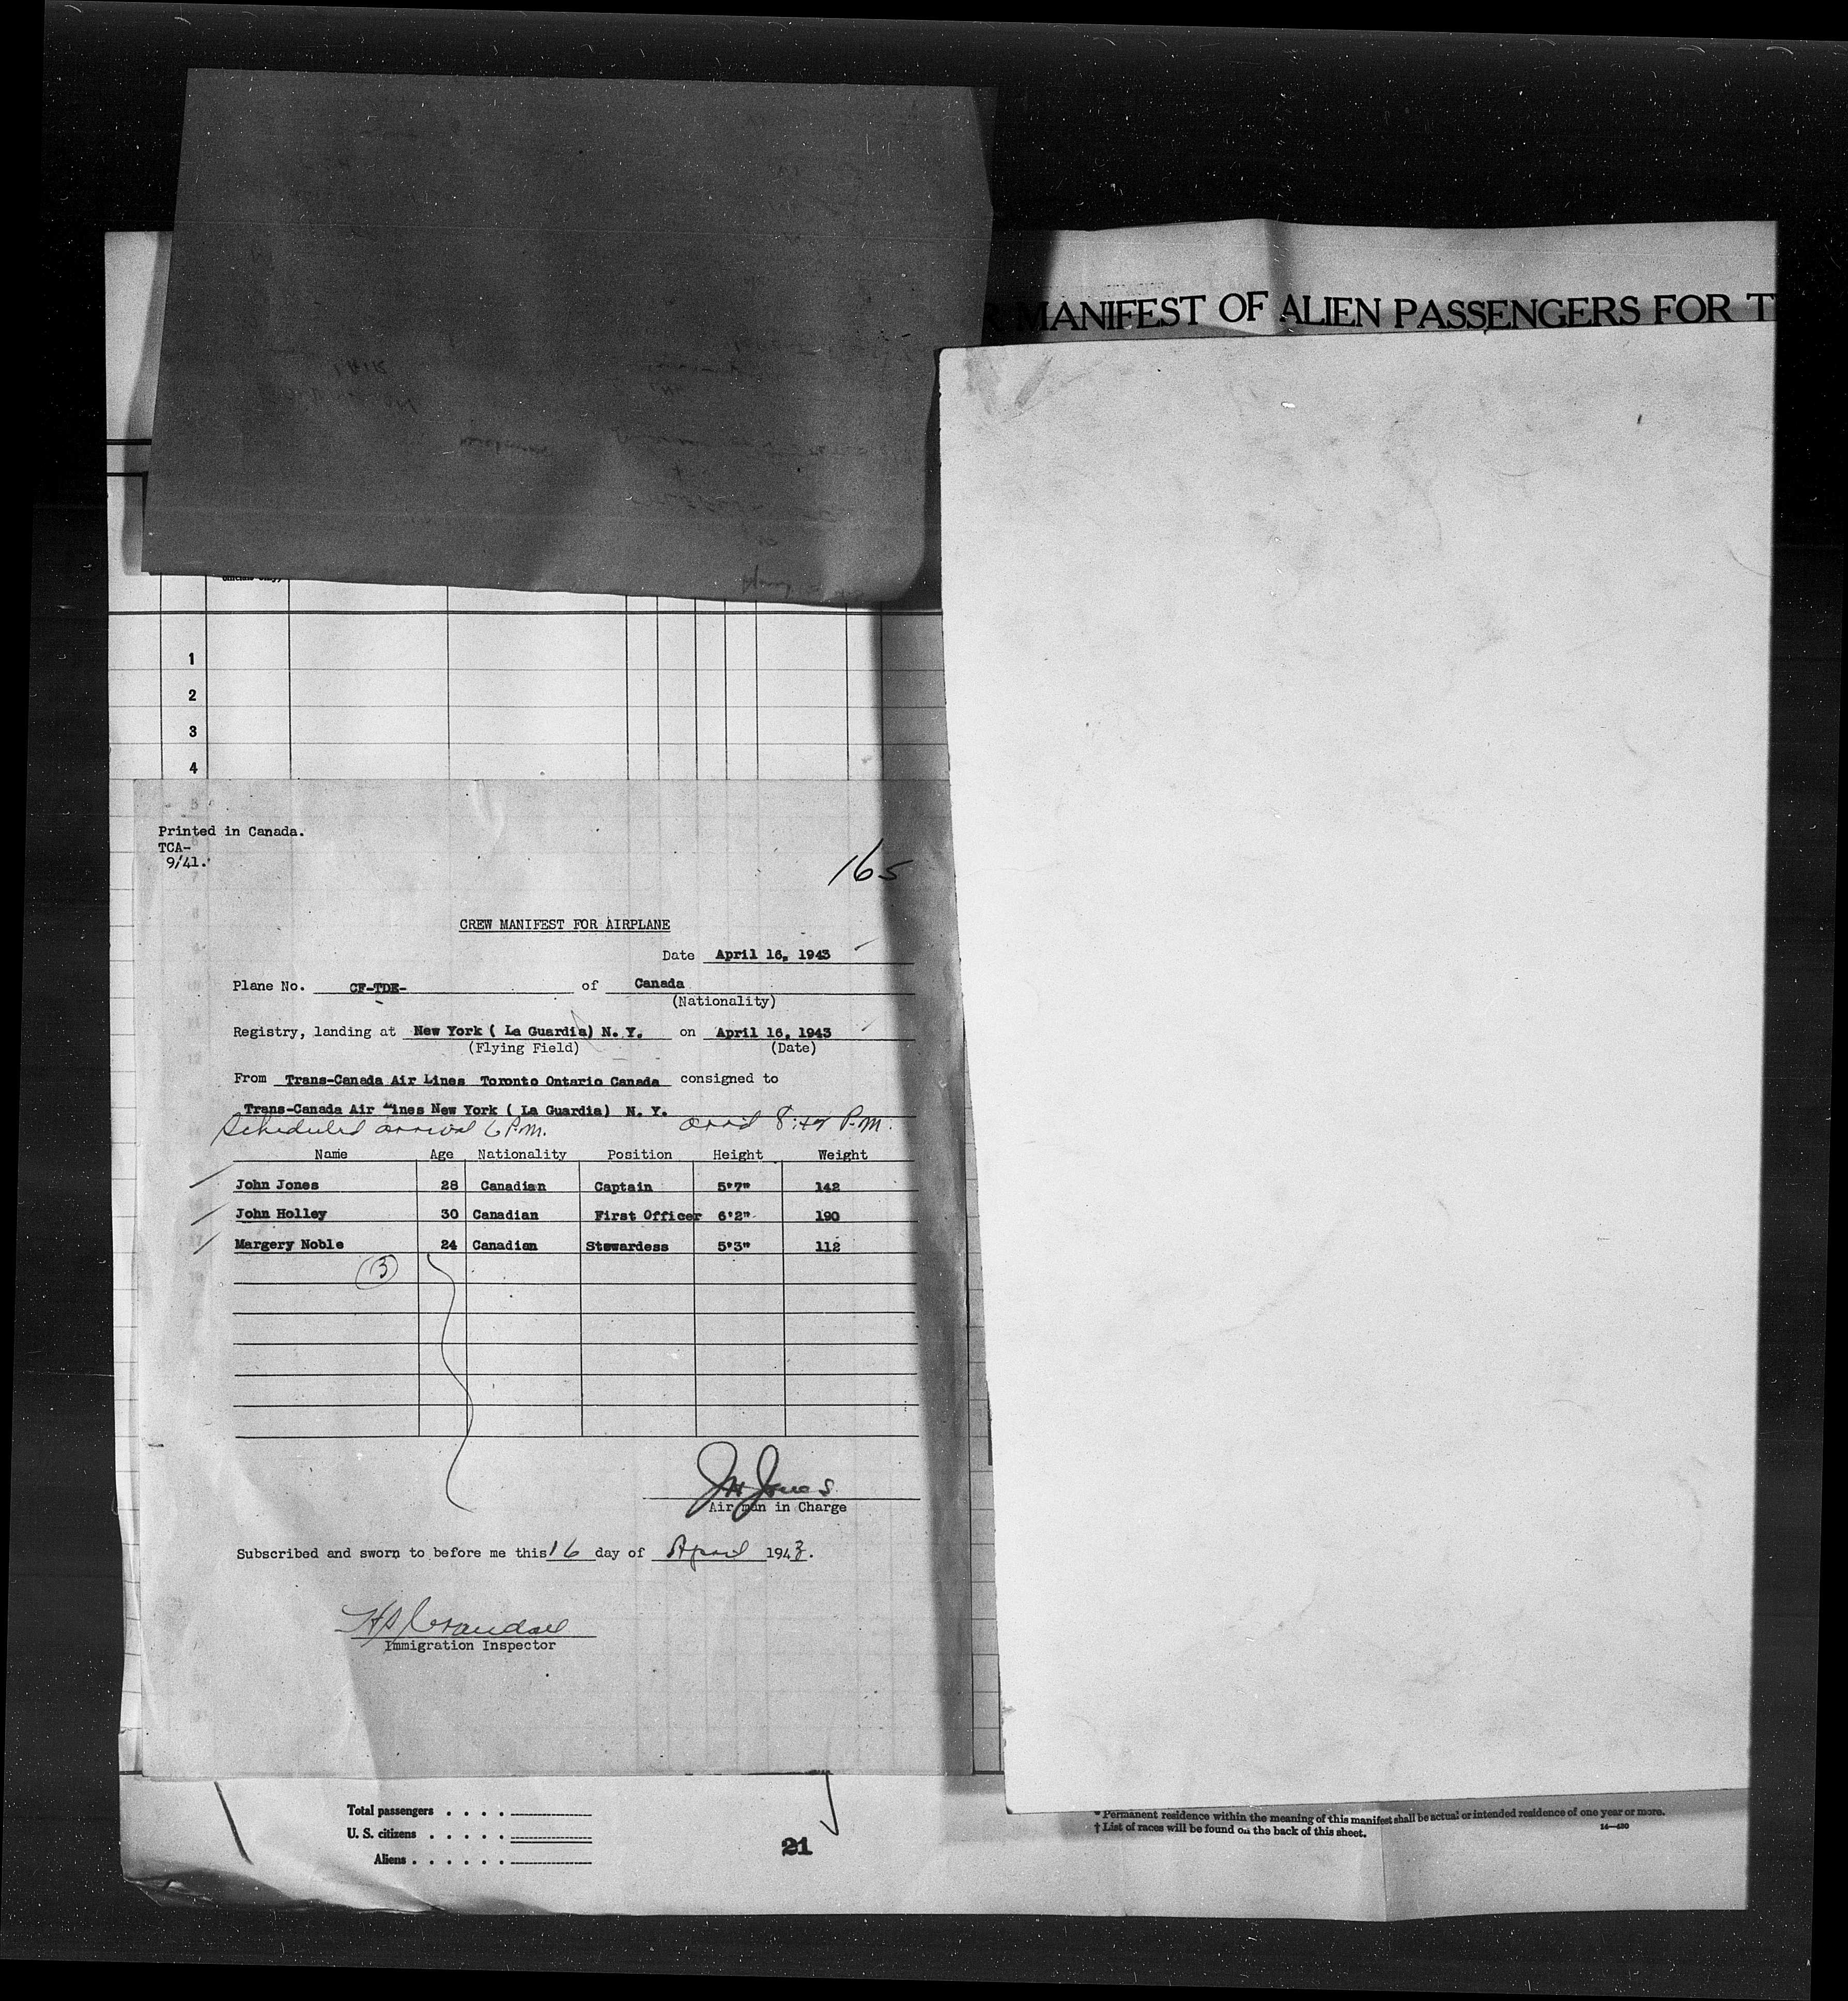 MANIFEST OF ALIEN PASSENGERS FOR T
officials only)
1
2
3
4
Printed in Canada.
TCA-
9/41.
165
CREW MANIFEST FOR AIRPLANE
Date April 16, 1943
Plane No. CF-TDE- of Canada
(Nationality)
Registry, landing at New York ( La Guardia) N. Y. on April 16, 1943
(Flying Field) (Date)
From Trans-Canada Air Lines Toronto Ontario Canada consigned to
Trans-Canada Air Lines New York ( La Guardia) N. Y.
Scheduled arrival 6 P.M. P.M.
Name Age Nationality Position Height Weight
John Jones 28 Canadian Captain 5'7" 142
John Holley 30 Canadian First Officer 6'2" 190
Margery Noble 24 Canadian Stewardess 5'3" 112
(3)
JH Jones
Air man in Charge
Subscribed and sworn to before me this 16 day of April 1943.
Crandall
Immigration Inspector
Total passengers . . . .
U. S. citizens . . . . .
Aliens . . . . . .
21
* Permanent residence within the meaning of this manifest shall be actual or intended residence of one year or more.
† List of races will be found on the back of this sheet.